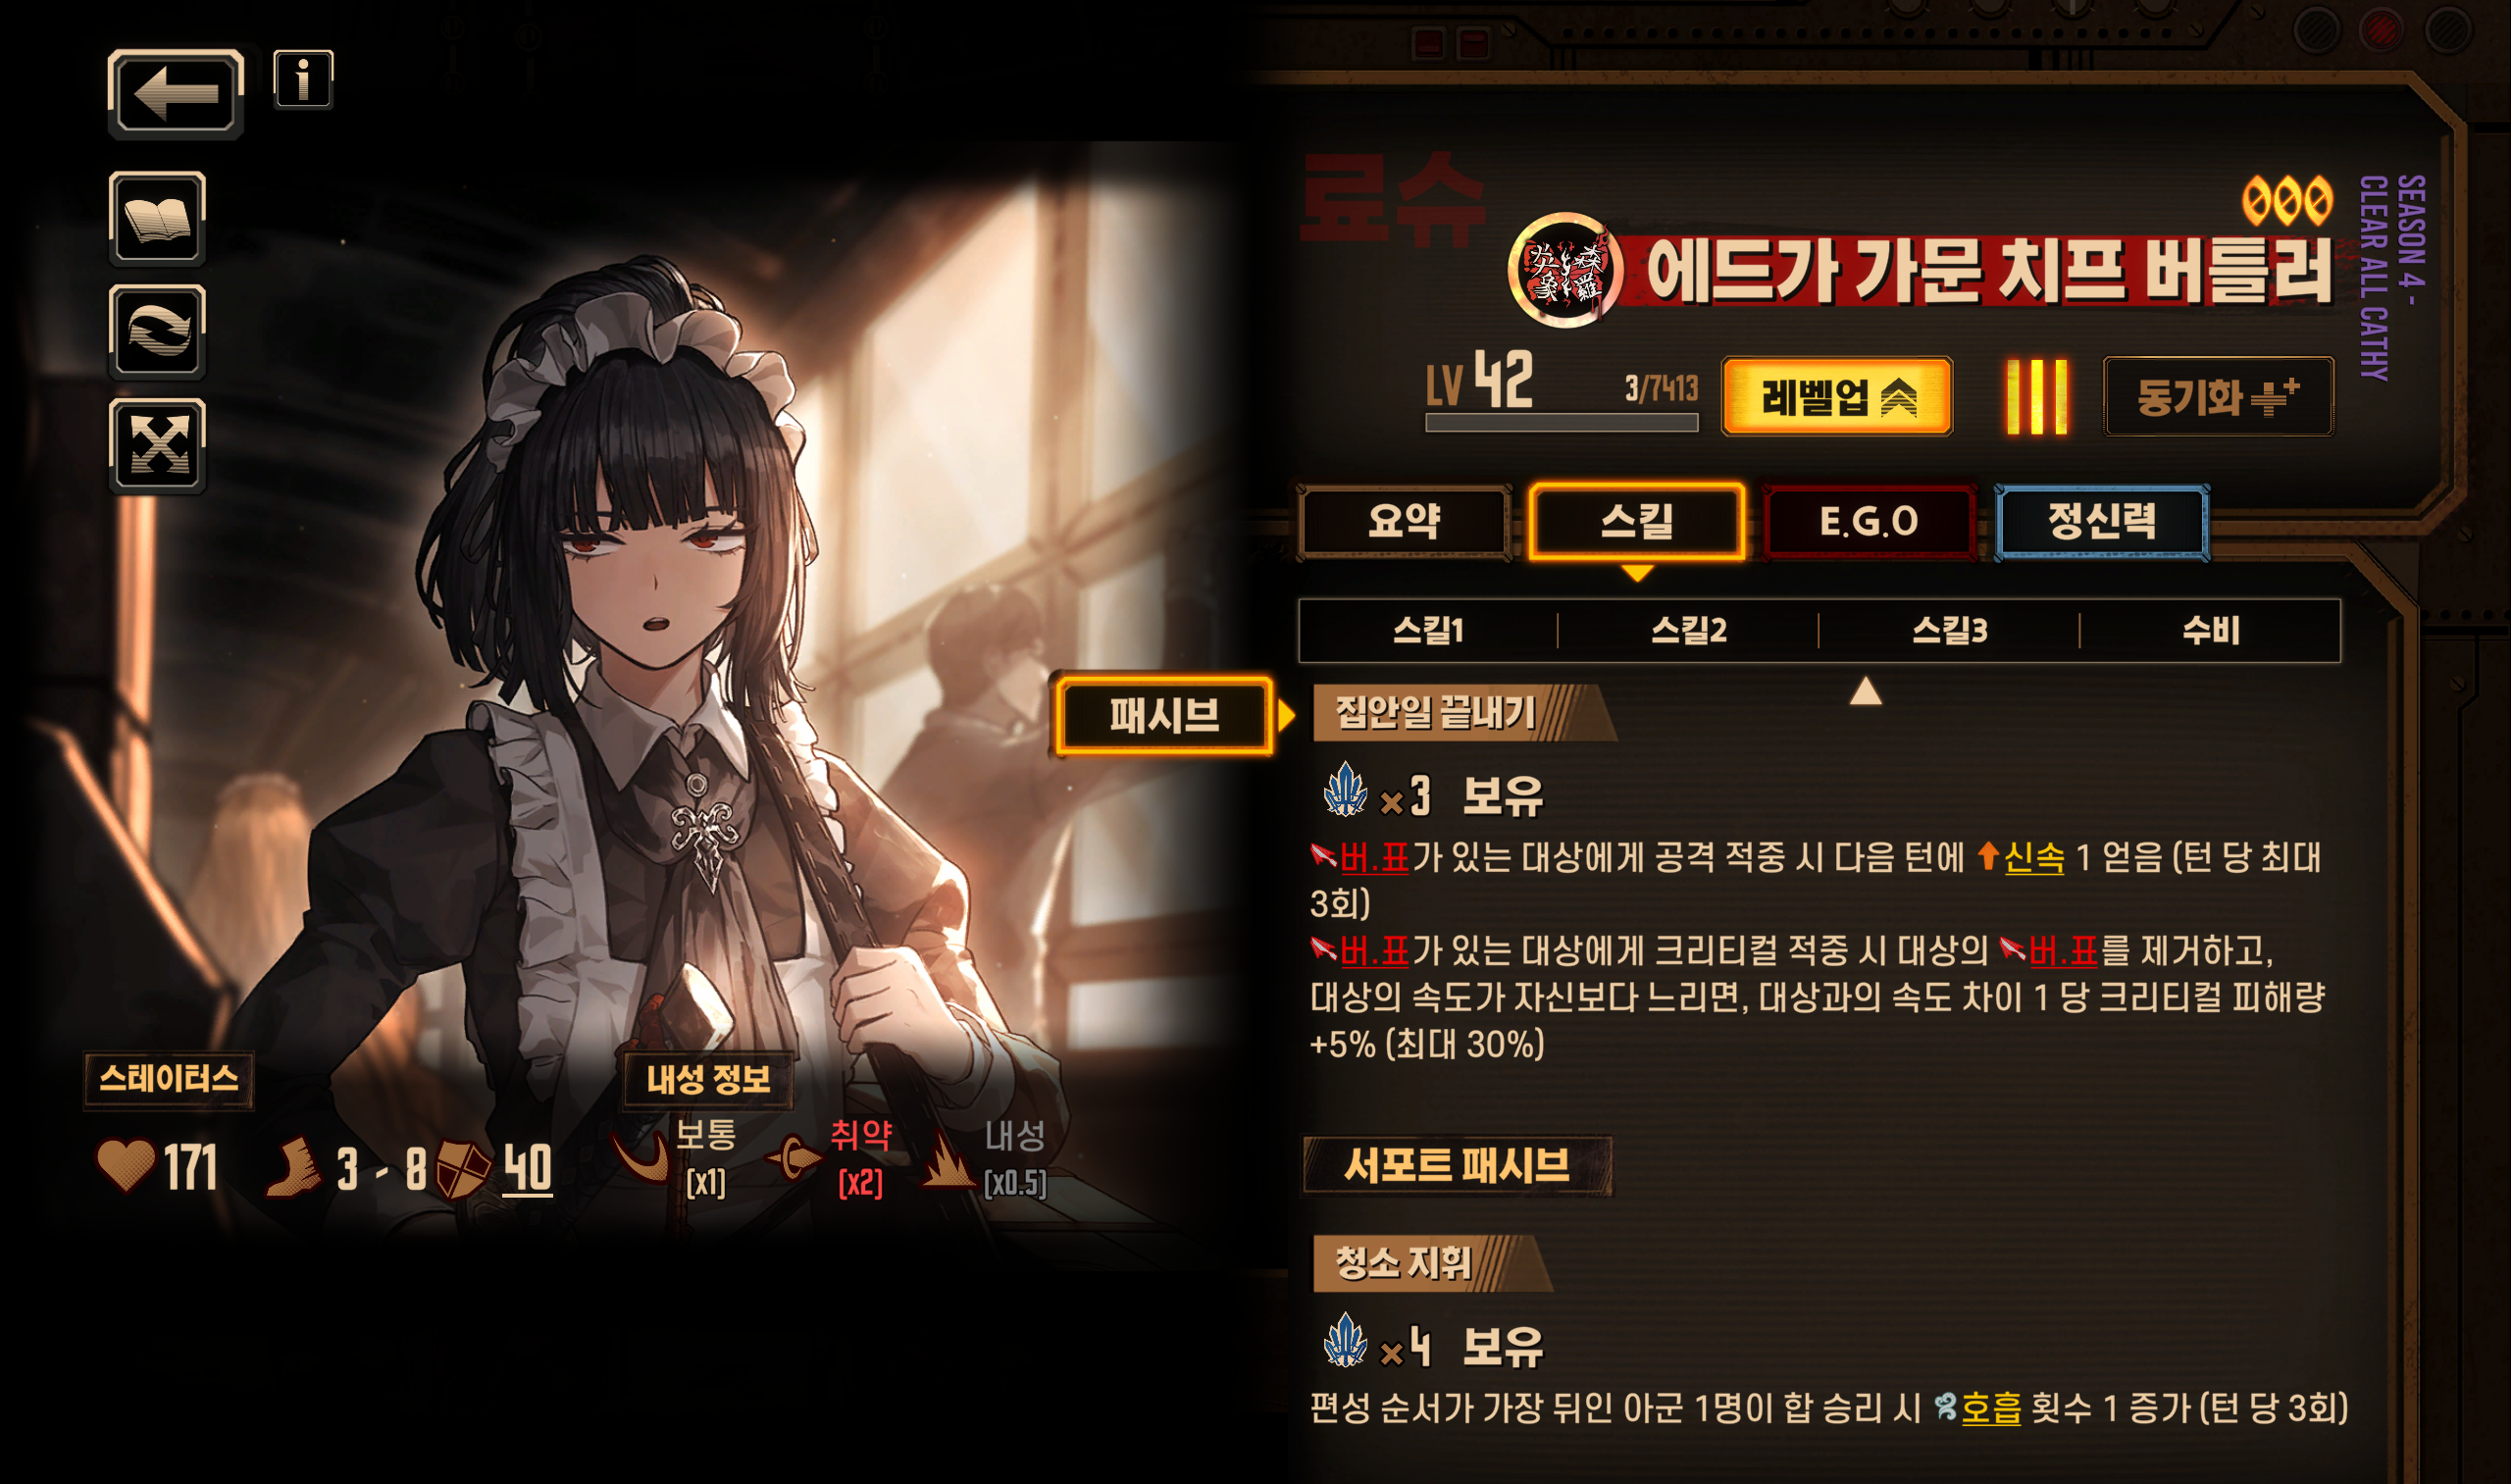 료슈
에드가 가문 치프 버틀러
SEASON 4 -
CLEAR ALL CATHY
LV 42
3/7413
레벨업
동기화
요약
스킬
E.G.O
정신력
스킬1
스킬2
스킬3
수비
패시브
집안일 끝내기
×3 보유
버.표가 있는 대상에게 공격 적중 시 다음 턴에 신속 1 얻음 (턴 당 최대
3회)
버.표가 있는 대상에게 크리티컬 적중 시 대상의 버.표를 제거하고,
대상의 속도가 자신보다 느리면, 대상과의 속도 차이 1 당 크리티컬 피해량
+5% (최대 30%)
서포트 패시브
청소 지휘
×4 보유
편성 순서가 가장 뒤인 아군 1명이 합 승리 시 호흡 횟수 1 증가 (턴 당 3회)
스테이터스
171
3 - 8
40
내성 정보
보통
(x1)
취약
(x2)
내성
(x0.5)